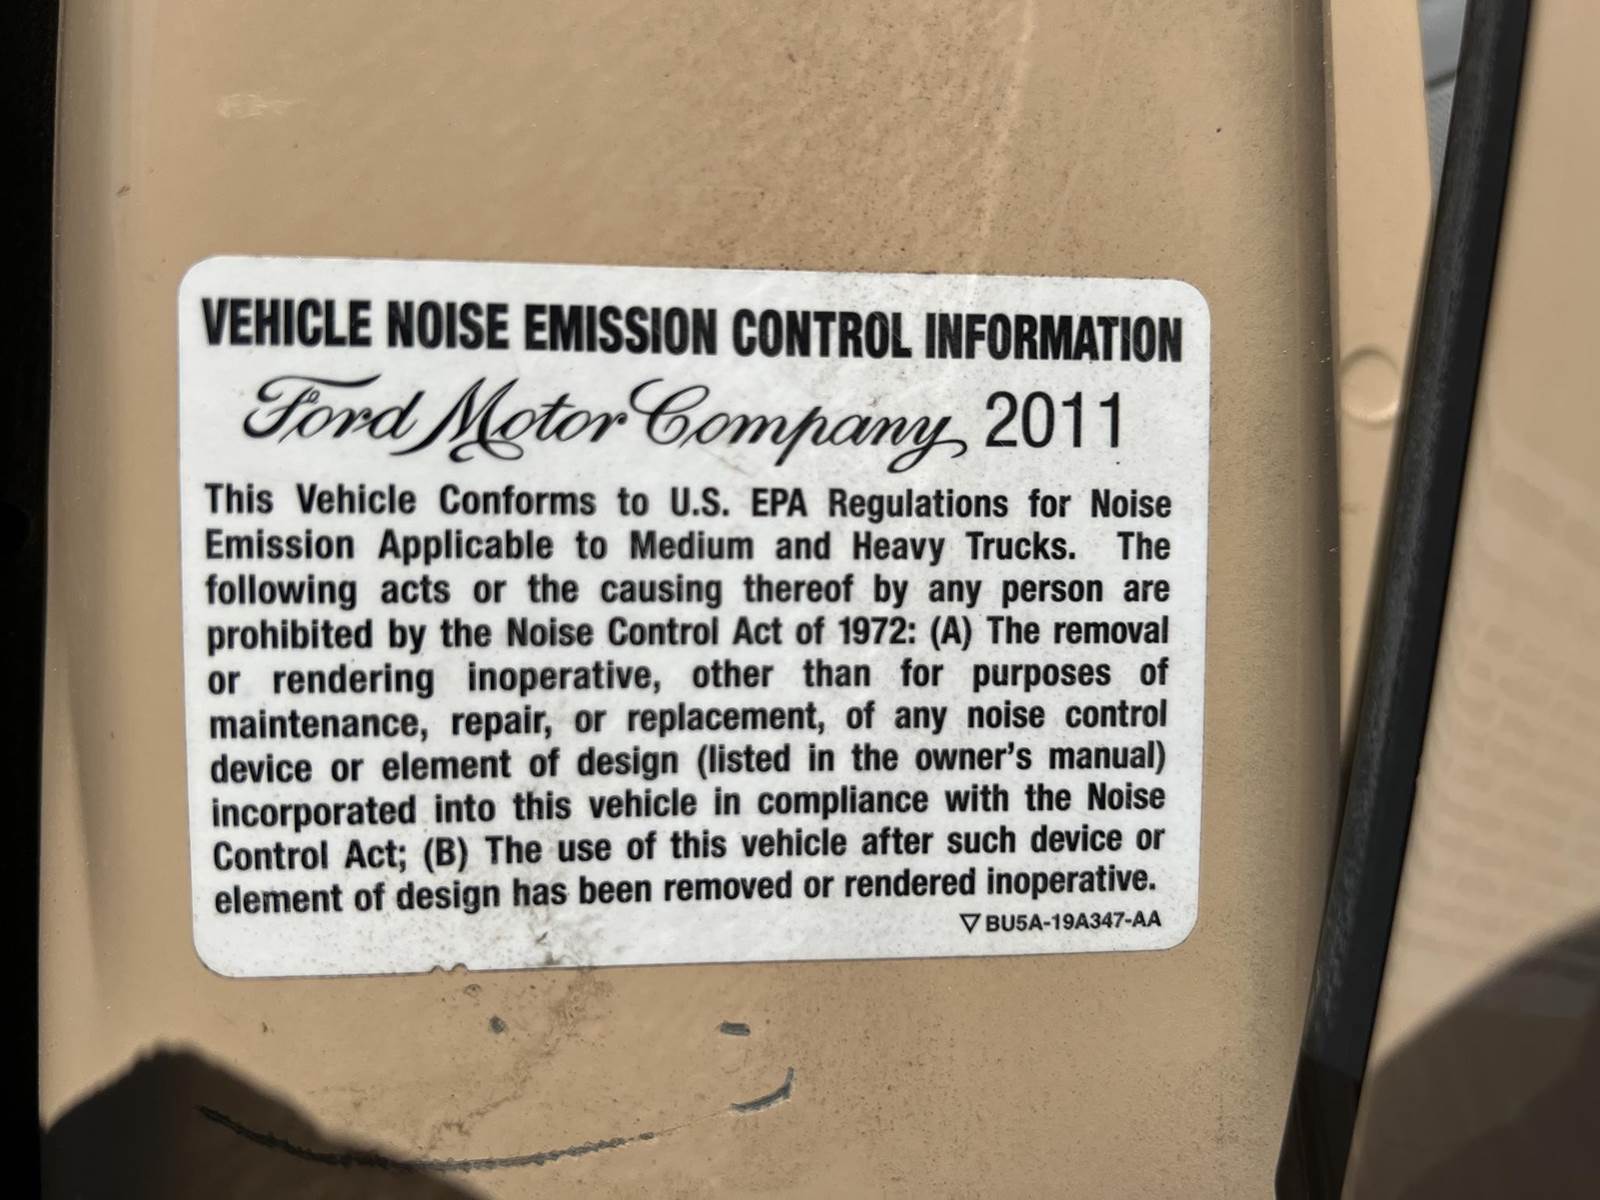 VEHICLE NOISE EMISSION CONTROL INFORMATION
Ford Motor Company 2011
This Vehicle Conforms to U.S. EPA Regulations for Noise
Emission Applicable to Medium and Heavy Trucks. The
following acts or the causing thereof by any person are
prohibited by the Noise Control Act of 1972: (A) The removal
or rendering inoperative, other than for purposes of
maintenance, repair, or replacement, of any noise control
device or element of design (listed in the owner's manual)
incorporated into this vehicle in compliance with the Noise
Control Act; (B) The use of this vehicle after such device or
element of design has been removed or rendered inoperative.
▽ BU5A-19A347-AA